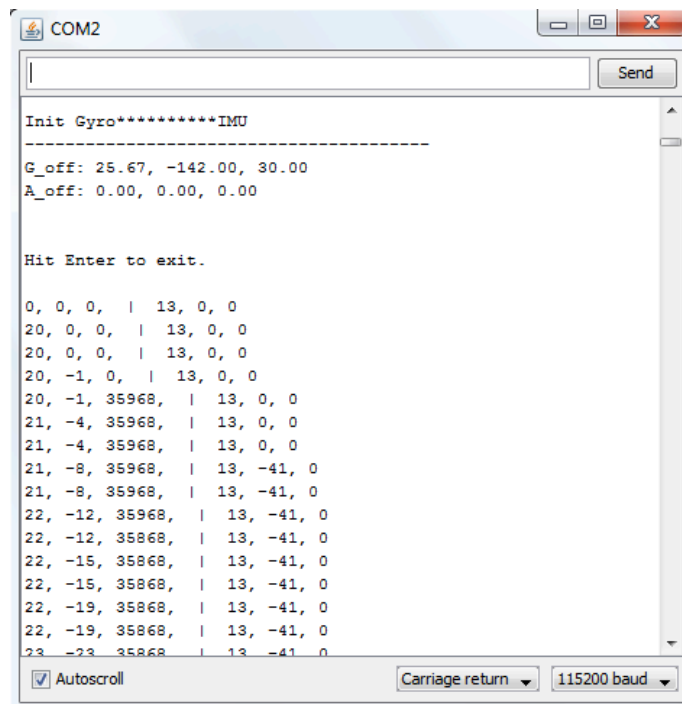 COM2
Send
Init Gyro**********IMU
----------------------------------------
G_off: 25.67, -142.00, 30.00
A_off: 0.00, 0.00, 0.00
Hit Enter to exit.
0, 0, 0,  |  13, 0, 0
20, 0, 0,  |  13, 0, 0
20, 0, 0,  |  13, 0, 0
20, -1, 0,  |  13, 0, 0
20, -1, 35968,  |  13, 0, 0
21, -4, 35968,  |  13, 0, 0
21, -4, 35968,  |  13, 0, 0
21, -8, 35968,  |  13, -41, 0
21, -8, 35968,  |  13, -41, 0
22, -12, 35968,  |  13, -41, 0
22, -12, 35868,  |  13, -41, 0
22, -15, 35868,  |  13, -41, 0
22, -15, 35868,  |  13, -41, 0
22, -19, 35868,  |  13, -41, 0
22, -19, 35868,  |  13, -41, 0
23, -23, 35868,  |  13, -41, 0
Autoscroll
Carriage return
115200 baud